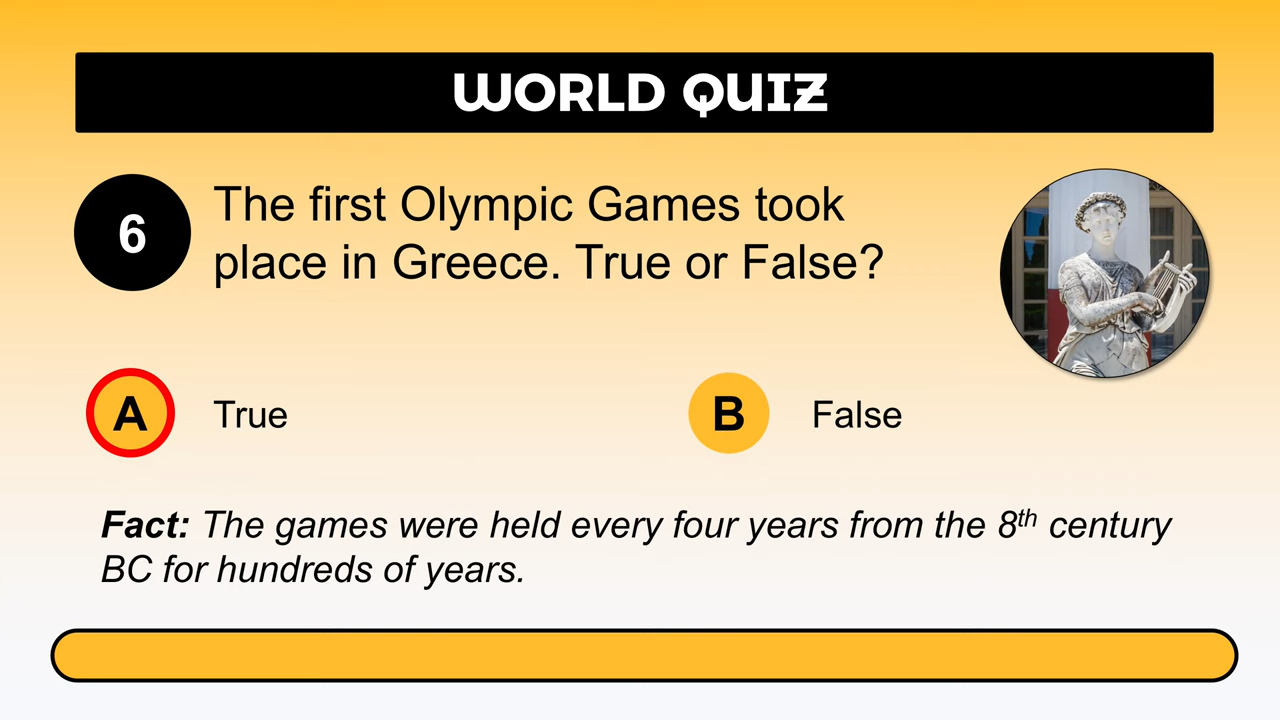 WORLD QUIZ
6
The first Olympic Games took
place in Greece. True or False?
A True
B False
Fact: The games were held every four years from the 8th century
BC for hundreds of years.